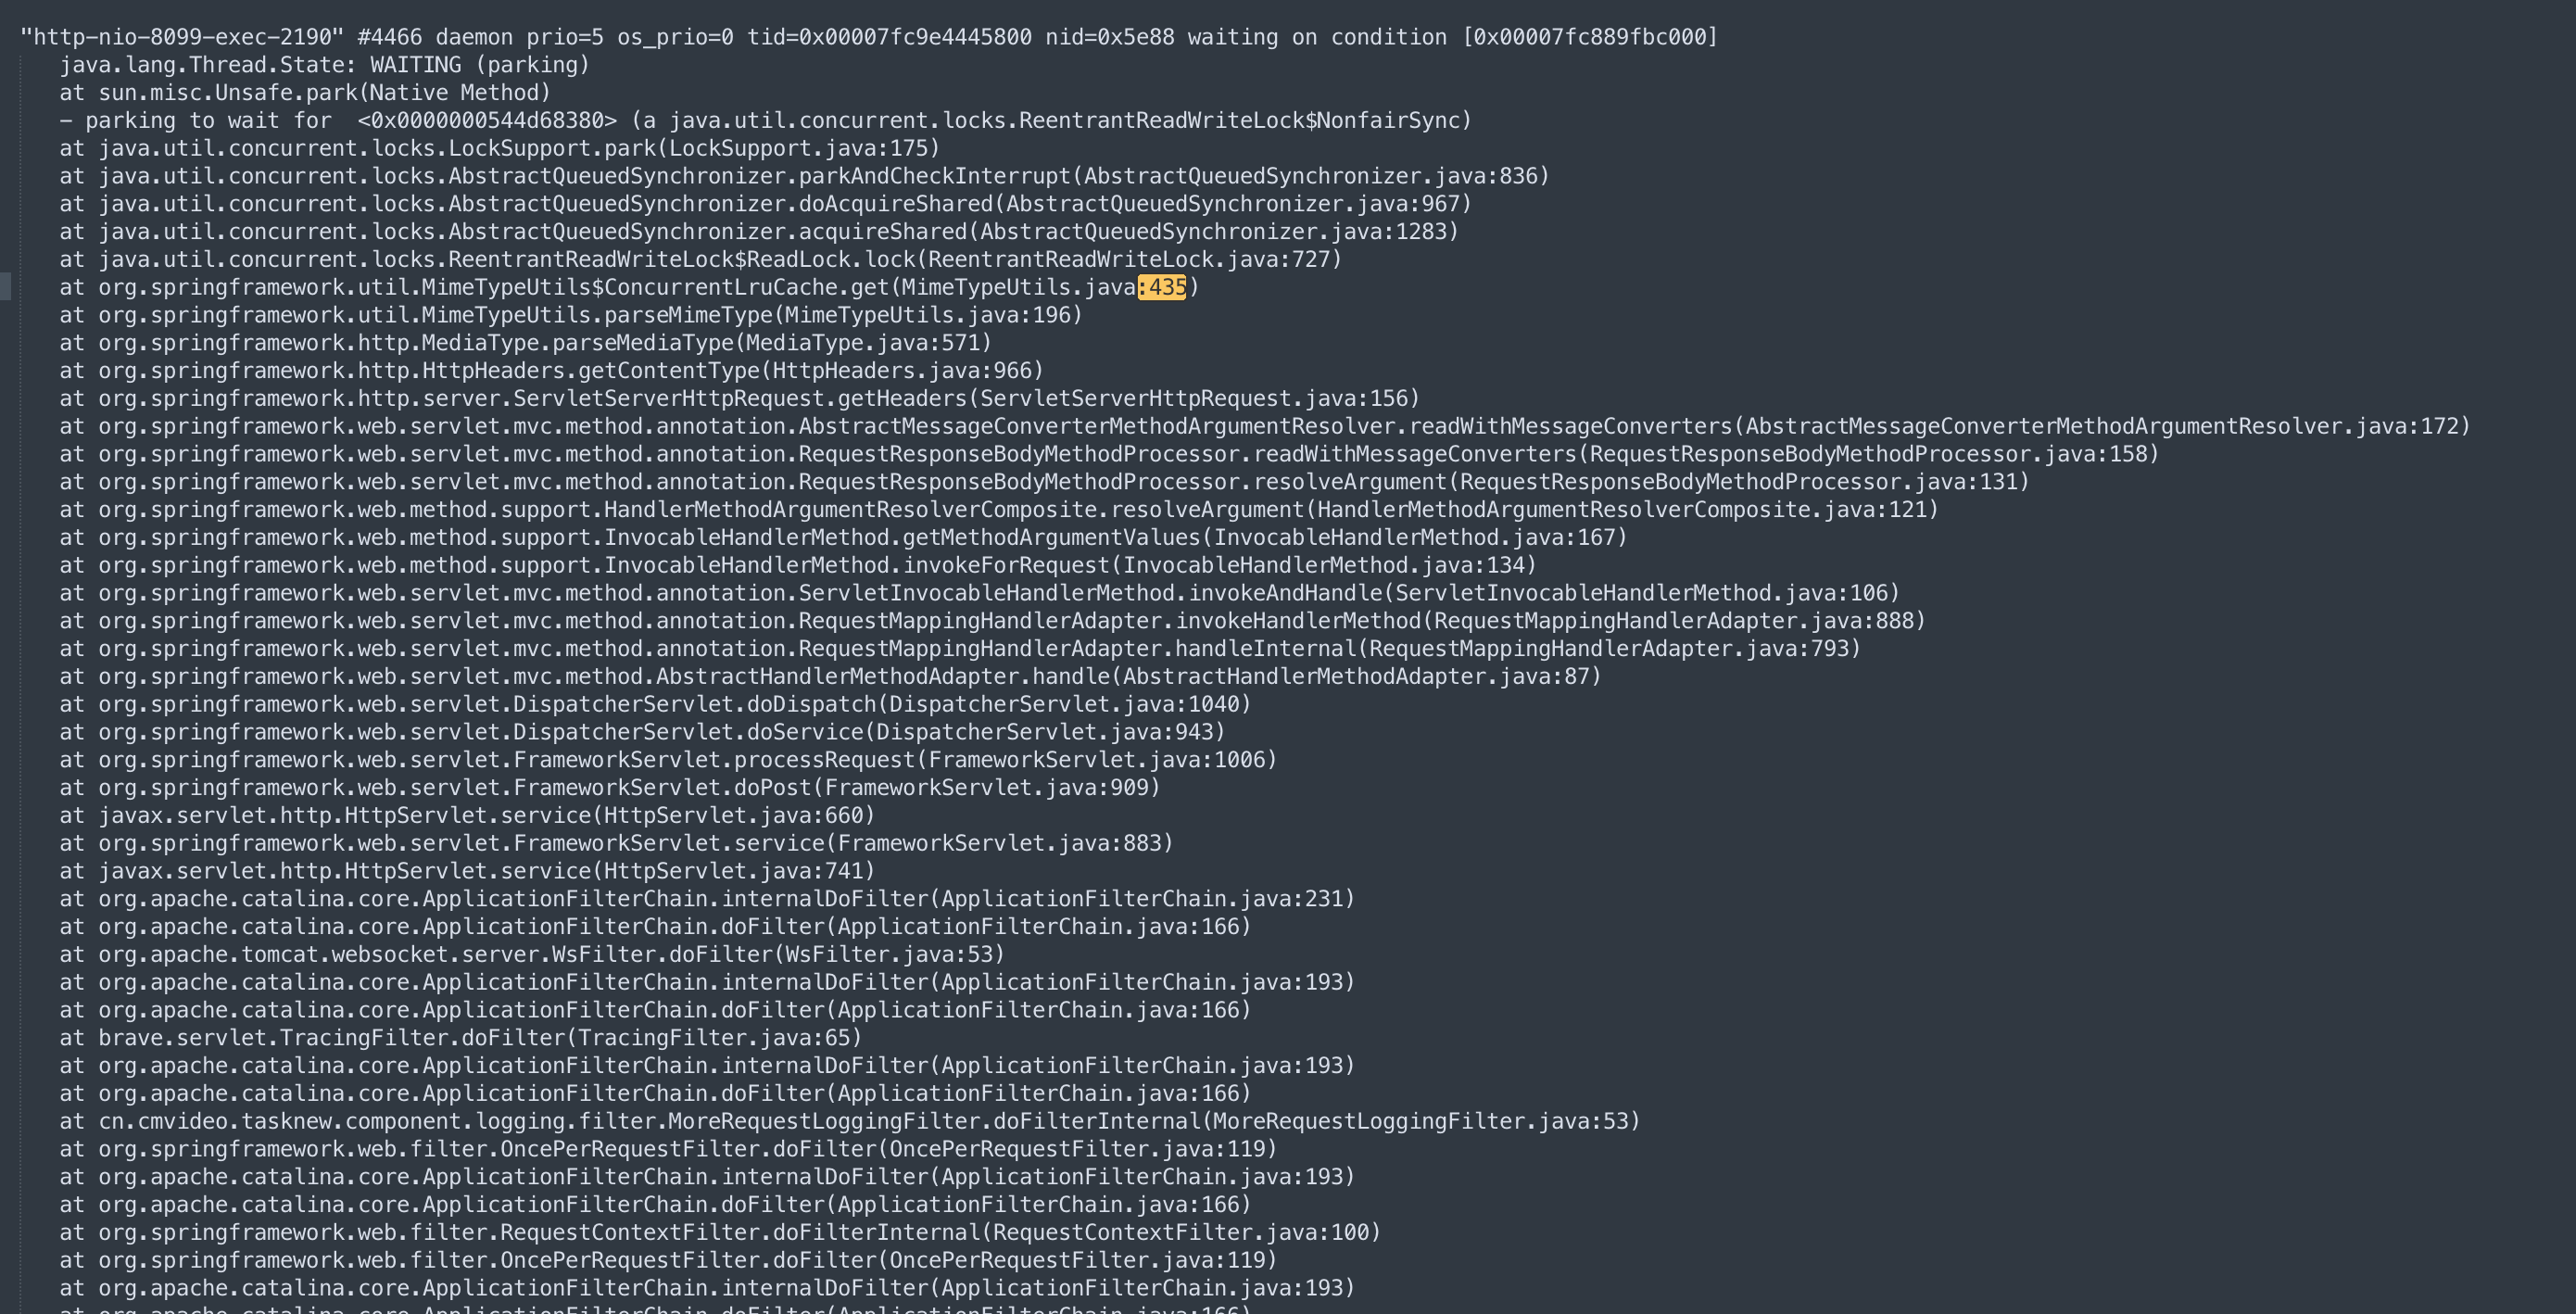 "http-nio-8099-exec-2190" #4466 daemon prio=5 os_prio=0 tid=0x00007fc9e4445800 nid=0x5e88 waiting on condition [0x00007fc889fbc000]
java.lang.Thread.State: WAITING (parking)
at sun.misc.Unsafe.park(Native Method)
- parking to wait for  <0x0000000544d68380> (a java.util.concurrent.locks.ReentrantReadWriteLock$NonfairSync)
at java.util.concurrent.locks.LockSupport.park(LockSupport.java:175)
at java.util.concurrent.locks.AbstractQueuedSynchronizer.parkAndCheckInterrupt(AbstractQueuedSynchronizer.java:836)
at java.util.concurrent.locks.AbstractQueuedSynchronizer.doAcquireShared(AbstractQueuedSynchronizer.java:967)
at java.util.concurrent.locks.AbstractQueuedSynchronizer.acquireShared(AbstractQueuedSynchronizer.java:1283)
at java.util.concurrent.locks.ReentrantReadWriteLock$ReadLock.lock(ReentrantReadWriteLock.java:727)
at org.springframework.util.MimeTypeUtils$ConcurrentLruCache.get(MimeTypeUtils.java:435)
at org.springframework.util.MimeTypeUtils.parseMimeType(MimeTypeUtils.java:196)
at org.springframework.http.MediaType.parseMediaType(MediaType.java:571)
at org.springframework.http.HttpHeaders.getContentType(HttpHeaders.java:966)
at org.springframework.http.server.ServletServerHttpRequest.getHeaders(ServletServerHttpRequest.java:156)
at org.springframework.web.servlet.mvc.method.annotation.AbstractMessageConverterMethodArgumentResolver.readWithMessageConverters(AbstractMessageConverterMethodArgumentResolver.java:172)
at org.springframework.web.servlet.mvc.method.annotation.RequestResponseBodyMethodProcessor.readWithMessageConverters(RequestResponseBodyMethodProcessor.java:158)
at org.springframework.web.servlet.mvc.method.annotation.RequestResponseBodyMethodProcessor.resolveArgument(RequestResponseBodyMethodProcessor.java:131)
at org.springframework.web.method.support.HandlerMethodArgumentResolverComposite.resolveArgument(HandlerMethodArgumentResolverComposite.java:121)
at org.springframework.web.method.support.InvocableHandlerMethod.getMethodArgumentValues(InvocableHandlerMethod.java:167)
at org.springframework.web.method.support.InvocableHandlerMethod.invokeForRequest(InvocableHandlerMethod.java:134)
at org.springframework.web.servlet.mvc.method.annotation.ServletInvocableHandlerMethod.invokeAndHandle(ServletInvocableHandlerMethod.java:106)
at org.springframework.web.servlet.mvc.method.annotation.RequestMappingHandlerAdapter.invokeHandlerMethod(RequestMappingHandlerAdapter.java:888)
at org.springframework.web.servlet.mvc.method.annotation.RequestMappingHandlerAdapter.handleInternal(RequestMappingHandlerAdapter.java:793)
at org.springframework.web.servlet.mvc.method.AbstractHandlerMethodAdapter.handle(AbstractHandlerMethodAdapter.java:87)
at org.springframework.web.servlet.DispatcherServlet.doDispatch(DispatcherServlet.java:1040)
at org.springframework.web.servlet.DispatcherServlet.doService(DispatcherServlet.java:943)
at org.springframework.web.servlet.FrameworkServlet.processRequest(FrameworkServlet.java:1006)
at org.springframework.web.servlet.FrameworkServlet.doPost(FrameworkServlet.java:909)
at javax.servlet.http.HttpServlet.service(HttpServlet.java:660)
at org.springframework.web.servlet.FrameworkServlet.service(FrameworkServlet.java:883)
at javax.servlet.http.HttpServlet.service(HttpServlet.java:741)
at org.apache.catalina.core.ApplicationFilterChain.internalDoFilter(ApplicationFilterChain.java:231)
at org.apache.catalina.core.ApplicationFilterChain.doFilter(ApplicationFilterChain.java:166)
at org.apache.tomcat.websocket.server.WsFilter.doFilter(WsFilter.java:53)
at org.apache.catalina.core.ApplicationFilterChain.internalDoFilter(ApplicationFilterChain.java:193)
at org.apache.catalina.core.ApplicationFilterChain.doFilter(ApplicationFilterChain.java:166)
at brave.servlet.TracingFilter.doFilter(TracingFilter.java:65)
at org.apache.catalina.core.ApplicationFilterChain.internalDoFilter(ApplicationFilterChain.java:193)
at org.apache.catalina.core.ApplicationFilterChain.doFilter(ApplicationFilterChain.java:166)
at cn.cmvideo.tasknew.component.logging.filter.MoreRequestLoggingFilter.doFilterInternal(MoreRequestLoggingFilter.java:53)
at org.springframework.web.filter.OncePerRequestFilter.doFilter(OncePerRequestFilter.java:119)
at org.apache.catalina.core.ApplicationFilterChain.internalDoFilter(ApplicationFilterChain.java:193)
at org.apache.catalina.core.ApplicationFilterChain.doFilter(ApplicationFilterChain.java:166)
at org.springframework.web.filter.RequestContextFilter.doFilterInternal(RequestContextFilter.java:100)
at org.springframework.web.filter.OncePerRequestFilter.doFilter(OncePerRequestFilter.java:119)
at org.apache.catalina.core.ApplicationFilterChain.internalDoFilter(ApplicationFilterChain.java:193)
at org.apache.catalina.core.ApplicationFilterChain.doFilter(ApplicationFilterChain.java:166)